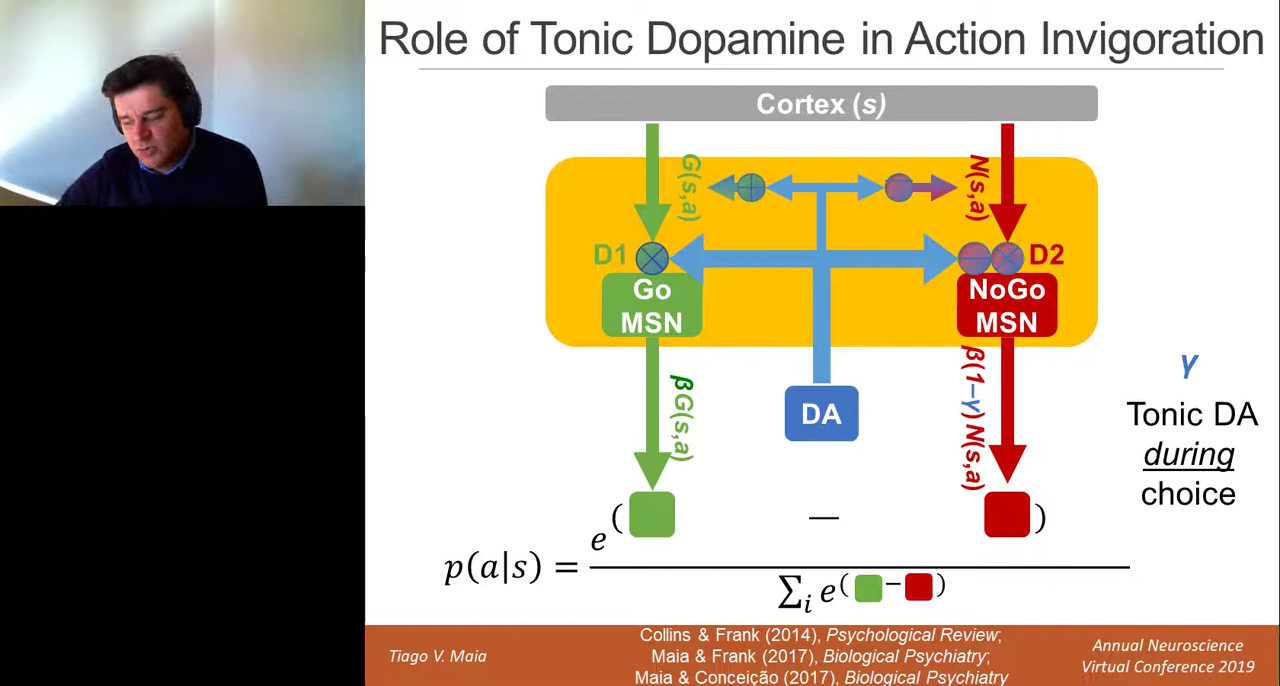 Role of Tonic Dopamine in Action Invigoration
Cortex (s)
G(s,a)
N(s,a)
D1
D2
Go
MSN
NoGo
MSN
βG(s,a)
β(1–γ) N(s,a)
DA
γ
Tonic DA
during
choice
e^( — )
p(a|s) =
∑i e^( – )
Tiago V. Maia
Collins & Frank (2014), Psychological Review;
Maia & Frank (2017), Biological Psychiatry;
Maia & Conceição (2017), Biological Psychiatry
Annual Neuroscience
Virtual Conference 2019